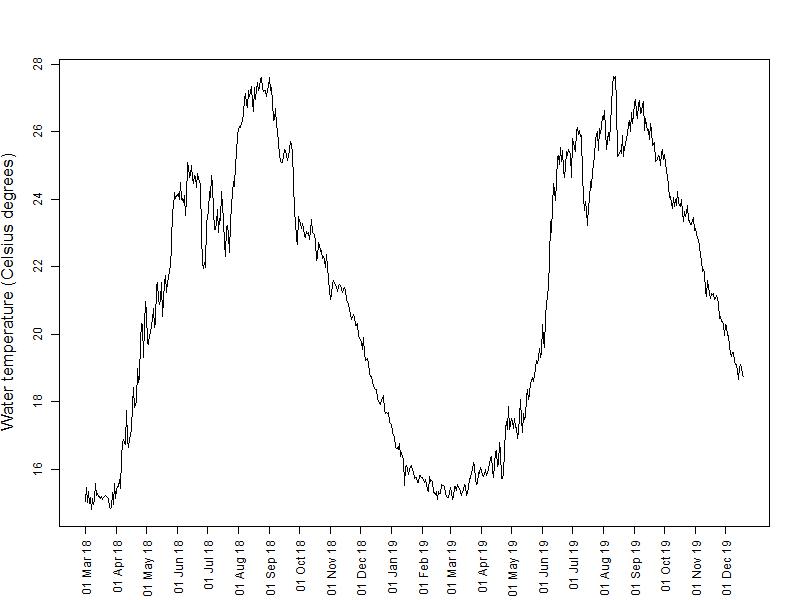 Water temperature (Celsius degrees)
28
26
24
22
20
18
16
01 Mar 18
01 Apr 18
01 May 18
01 Jun 18
01 Jul 18
01 Aug 18
01 Sep 18
01 Oct 18
01 Nov 18
01 Dec 18
01 Jan 19
01 Feb 19
01 Mar 19
01 Apr 19
01 May 19
01 Jun 19
01 Jul 19
01 Aug 19
01 Sep 19
01 Oct 19
01 Nov 19
01 Dec 19